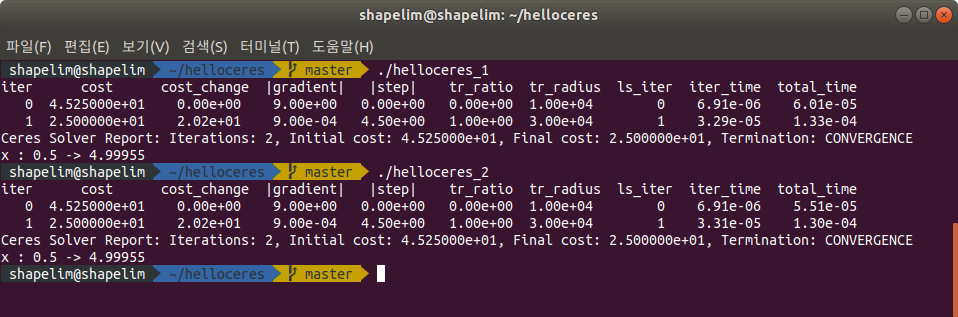 shapelim@shapelim: ~/helloceres
파일(F) 편집(E) 보기(V) 검색(S) 터미널(T) 도움말(H)
shapelim@shapelim ~/helloceres master ./helloceres_1
iter cost cost_change |gradient| |step| tr_ratio tr_radius ls_iter iter_time total_time
0 4.525000e+01 0.00e+00 9.00e+00 0.00e+00 0.00e+00 1.00e+04 0 6.91e-06 6.01e-05
1 2.500000e+01 2.02e+01 9.00e-04 4.50e+00 1.00e+00 3.00e+04 1 3.29e-05 1.33e-04
Ceres Solver Report: Iterations: 2, Initial cost: 4.525000e+01, Final cost: 2.500000e+01, Termination: CONVERGENCE
x : 0.5 -> 4.99955
shapelim@shapelim ~/helloceres master ./helloceres_2
iter cost cost_change |gradient| |step| tr_ratio tr_radius ls_iter iter_time total_time
0 4.525000e+01 0.00e+00 9.00e+00 0.00e+00 0.00e+00 1.00e+04 0 6.91e-06 5.51e-05
1 2.500000e+01 2.02e+01 9.00e-04 4.50e+00 1.00e+00 3.00e+04 1 3.31e-05 1.30e-04
Ceres Solver Report: Iterations: 2, Initial cost: 4.525000e+01, Final cost: 2.500000e+01, Termination: CONVERGENCE
x : 0.5 -> 4.99955
shapelim@shapelim ~/helloceres master